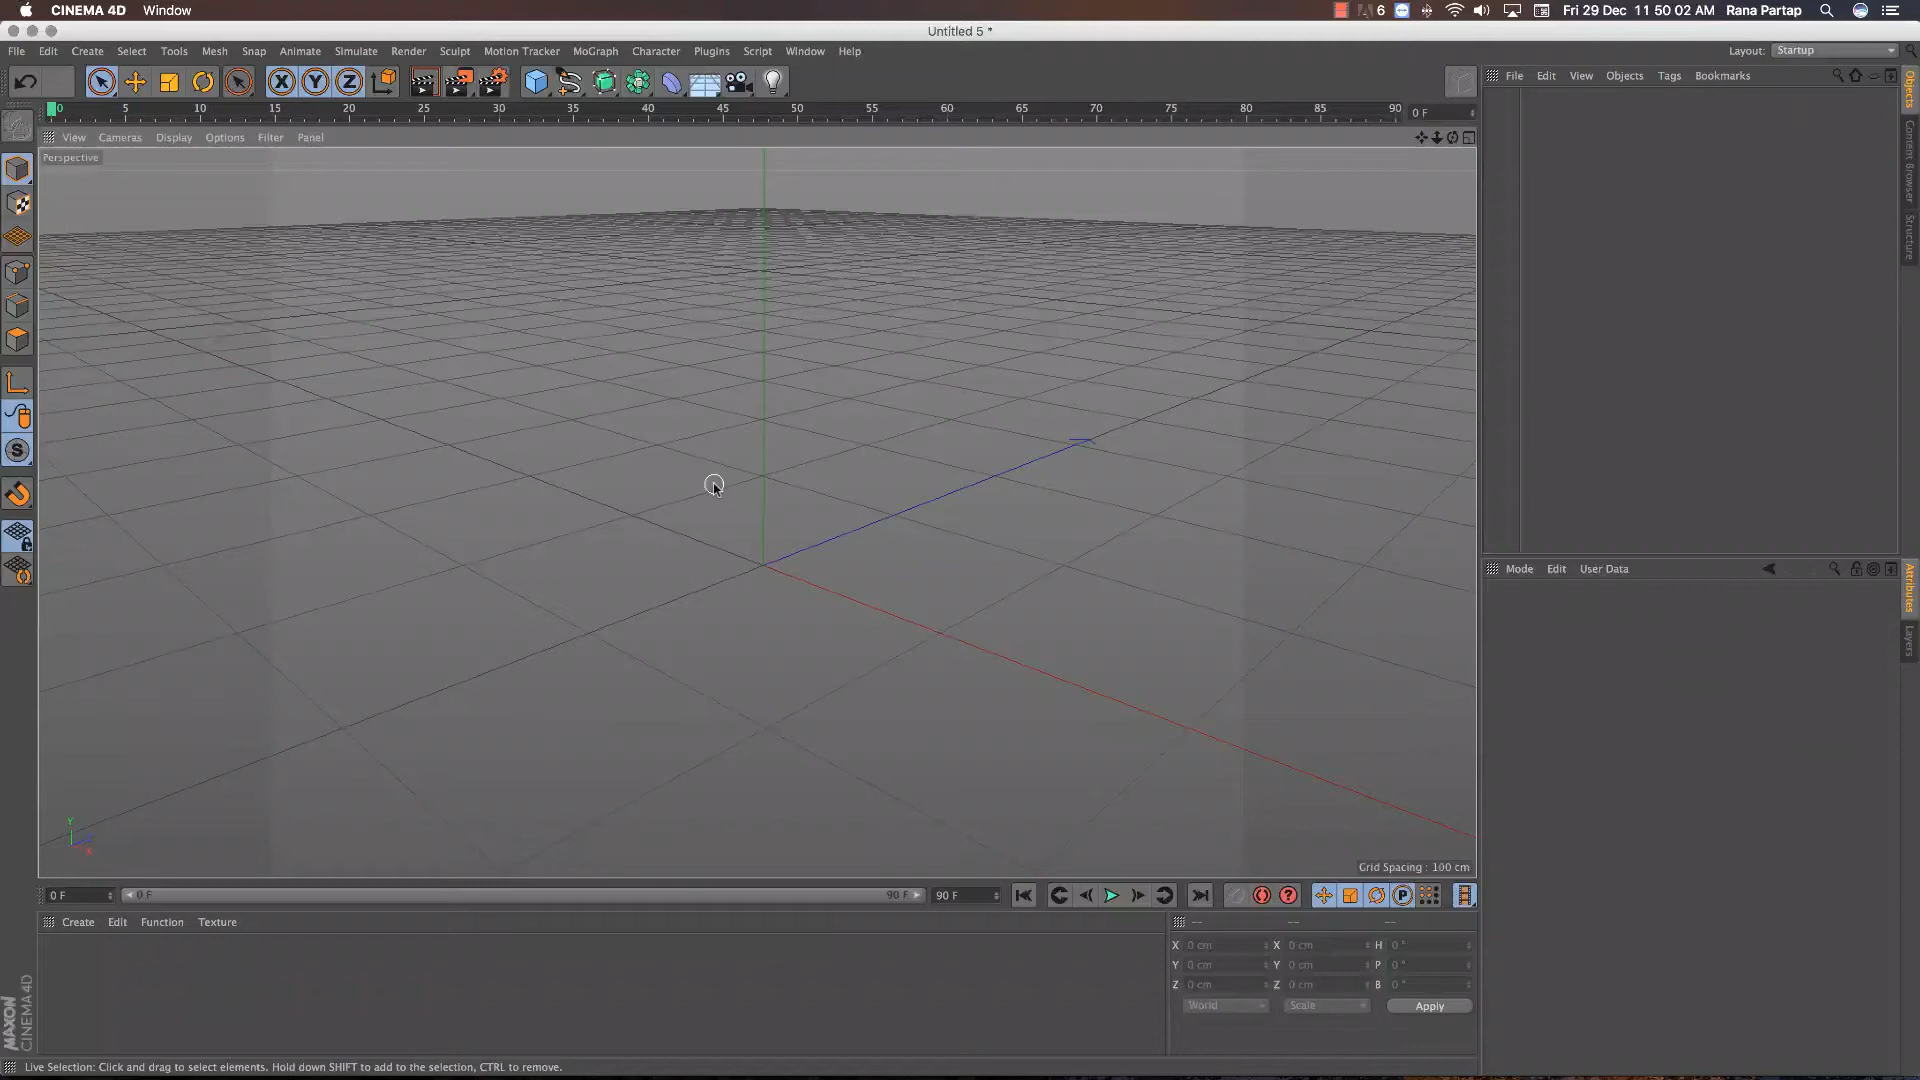 CINEMA 4D Window 6 Fri 29 Dec 11 50 02 AM Rana Partap
Untitled 5 *
File Edit Create Select Tools Mesh Snap Animate Simulate Render Sculpt Motion Tracker MoGraph Character Plugins Script Window Help Layout: Startup
X Y Z
File Edit View Objects Tags Bookmarks
Objects
Content Browser
Structure
0 5 10 15 20 25 30 35 40 45 50 55 60 65 70 75 80 85 90 0 F
View Cameras Display Options Filter Panel
Perspective
S
Mode Edit User Data
Attributes
Layers
Y
X
Grid Spacing : 100 cm
0 F 0 F 90 F 90 F ? P
Create Edit Function Texture -- -- --
X 0 cm X 0 cm H 0 °
Y 0 cm Y 0 cm P 0 °
Z 0 cm Z 0 cm B 0 °
World Scale Apply
MAXON
CINEMA 4D
Live Selection: Click and drag to select elements. Hold down SHIFT to add to the selection, CTRL to remove.